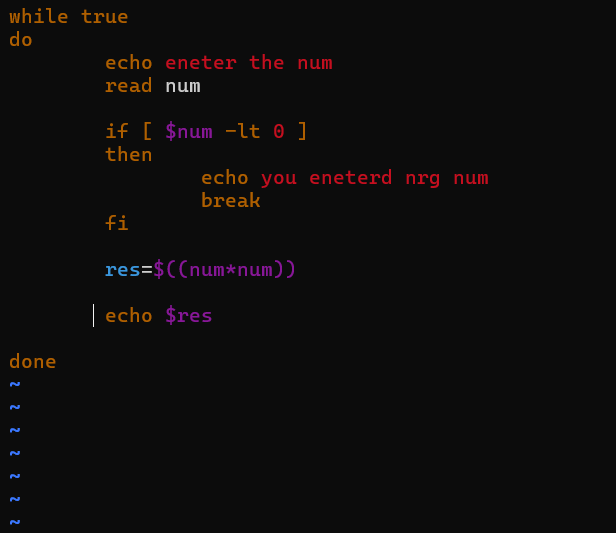 while true
do
        echo eneter the num
        read num

        if [ $num -lt 0 ]
        then
                echo you eneterd nrg num
                break
        fi

        res=$((num*num))

        echo $res

done
~
~
~
~
~
~
~